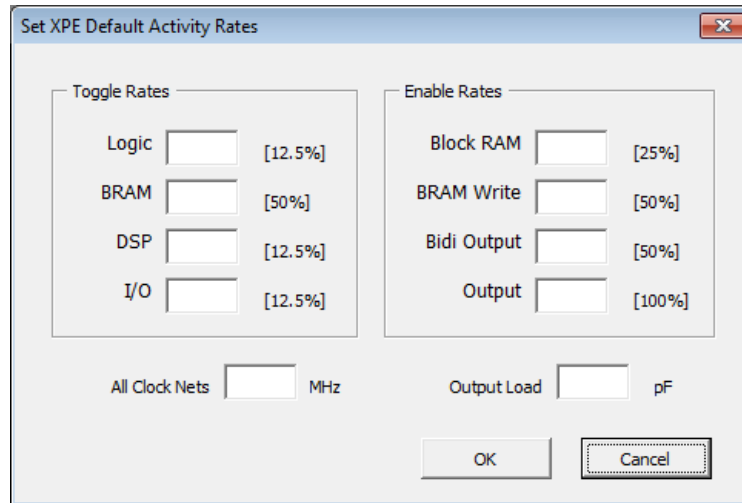 Set XPE Default Activity Rates
Toggle Rates
Logic [12.5%]
BRAM [50%]
DSP [12.5%]
I/O [12.5%]
Enable Rates
Block RAM [25%]
BRAM Write [50%]
Bidi Output [50%]
Output [100%]
All Clock Nets MHz
Output Load pF
OK
Cancel